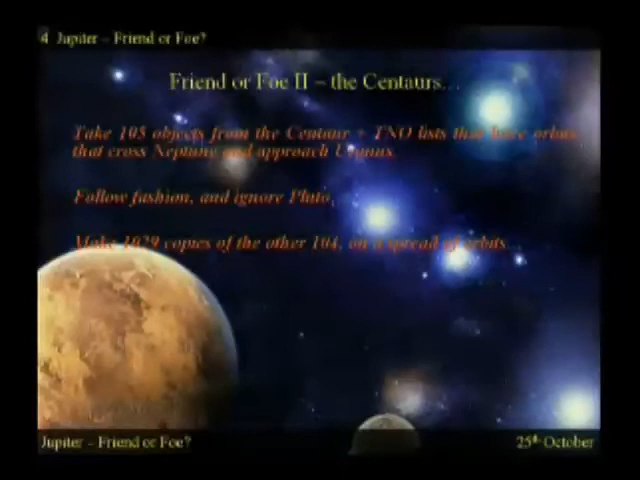 4 Jupiter – Friend or Foe?
Friend or Foe II – the Centaurs...
Take 105 objects from the Centaur + TNO lists that have orbits
that cross Neptune and approach Uranus.
Follow fashion, and ignore Pluto.
Make 1029 copies of the other 104, on a spread of orbits...
Jupiter – Friend or Foe?
25th October